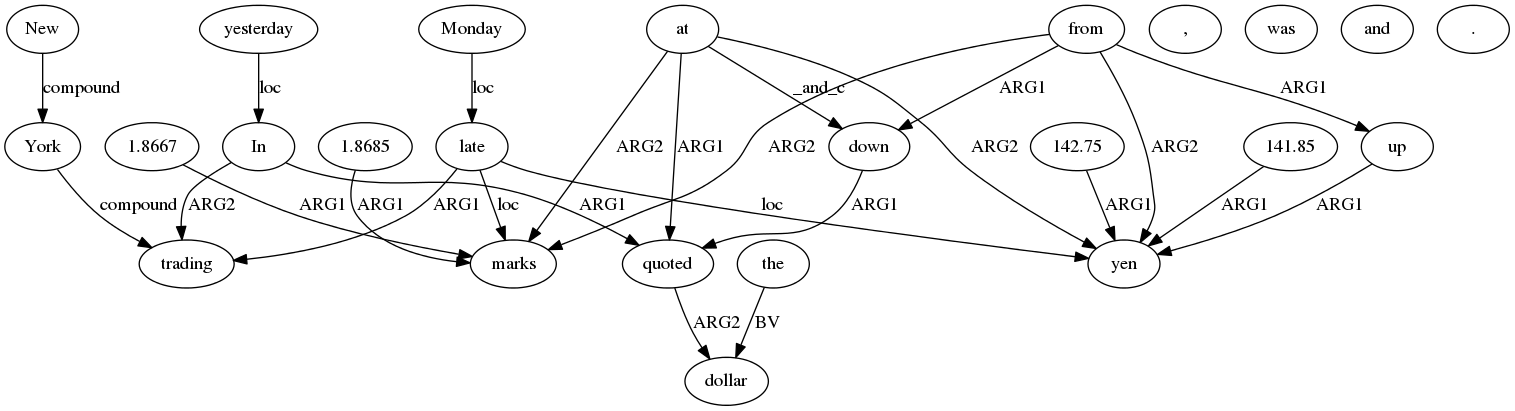 New yesterday Monday at from , was and .
compound loc loc _and_c ARG1 ARG1
York 1.8667 In 1.8685 late ARG2 ARG1 ARG2 down ARG2 142.75 ARG2 141.85 up
compound ARG2 ARG1 ARG1 ARG1 loc ARG1 loc ARG1 ARG1 ARG1 ARG1
trading marks quoted the yen
ARG2 BV
dollar